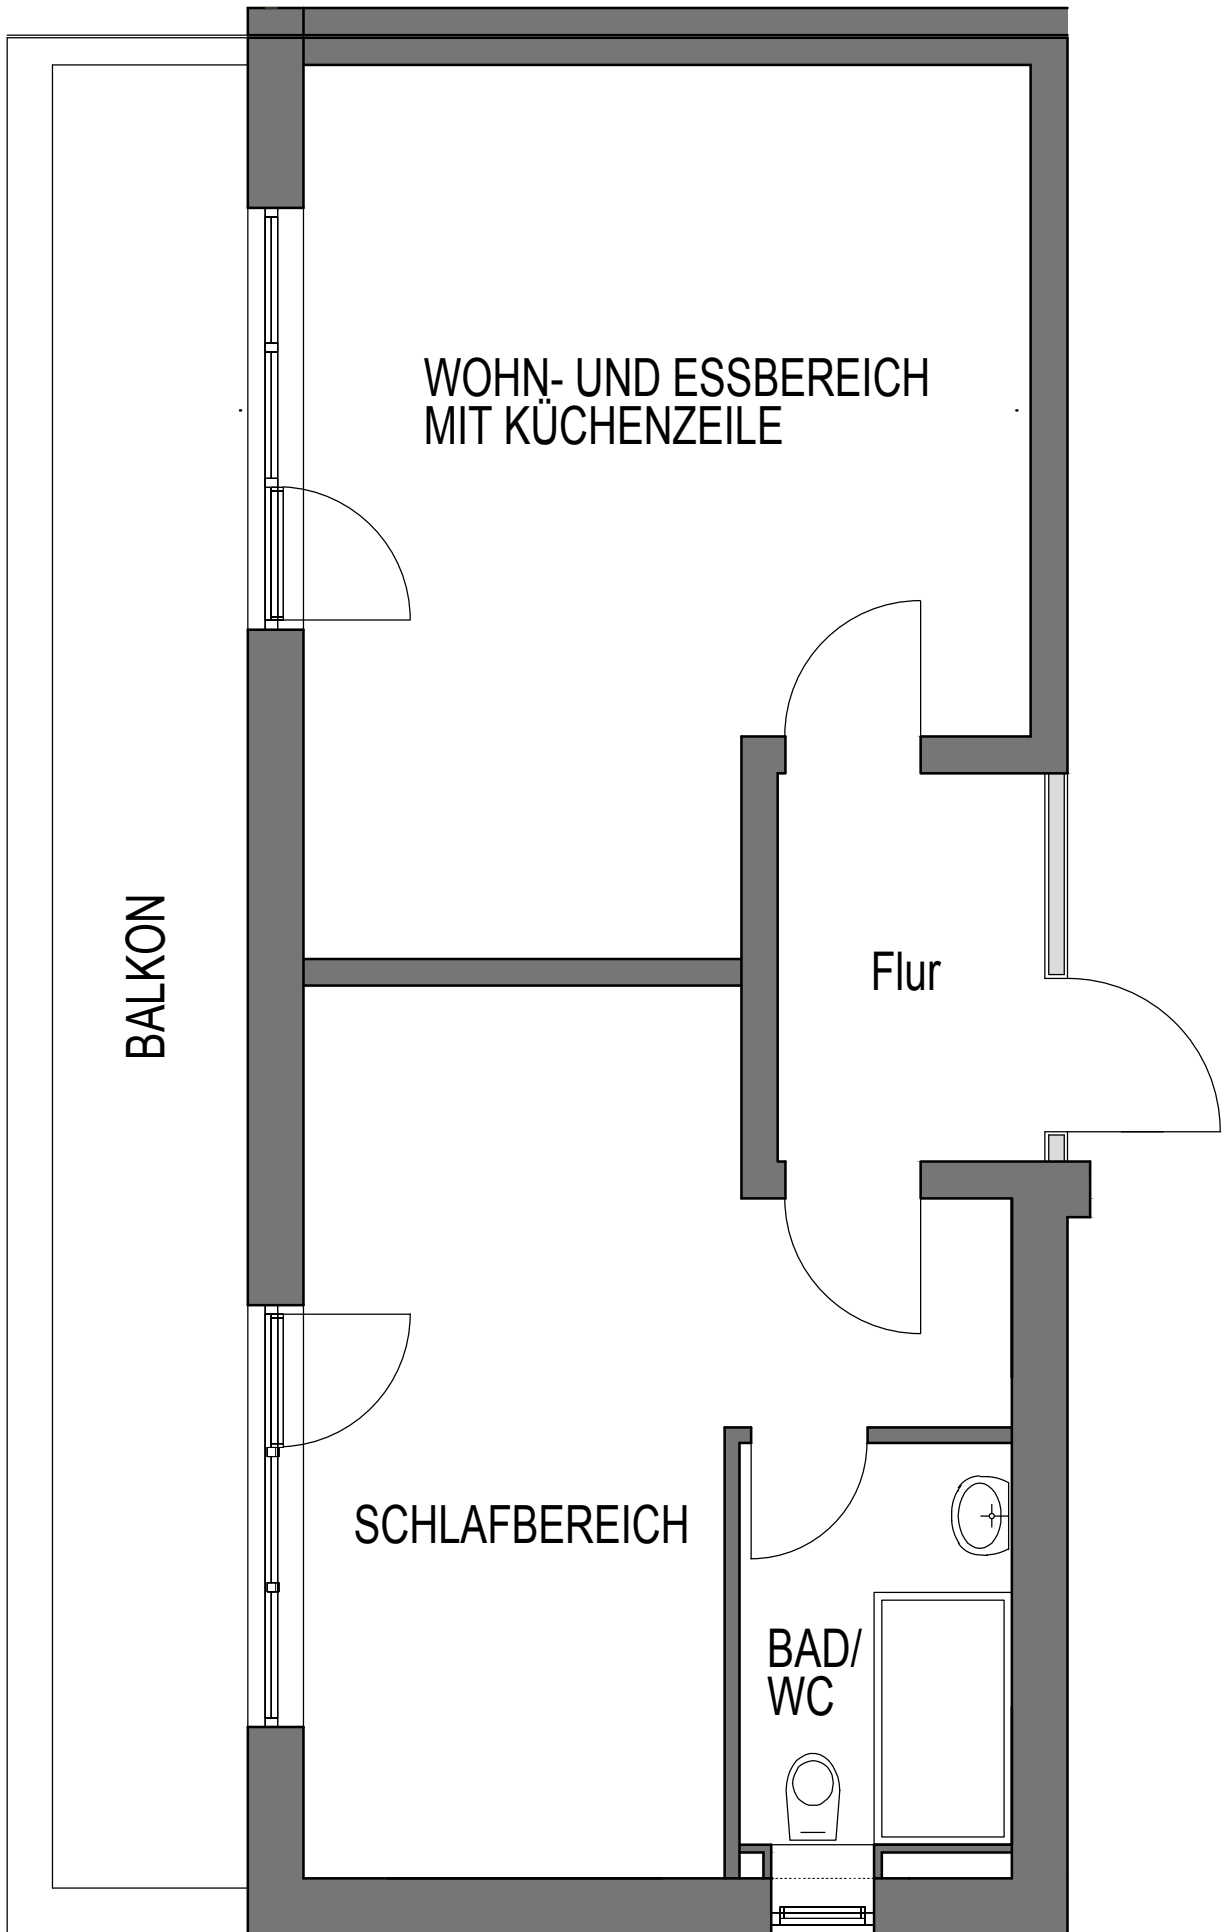 WOHN- UND ESSBEREICH
MIT KÜCHENZEILE
BALKON
Flur
SCHLAFBEREICH
BAD/
WC